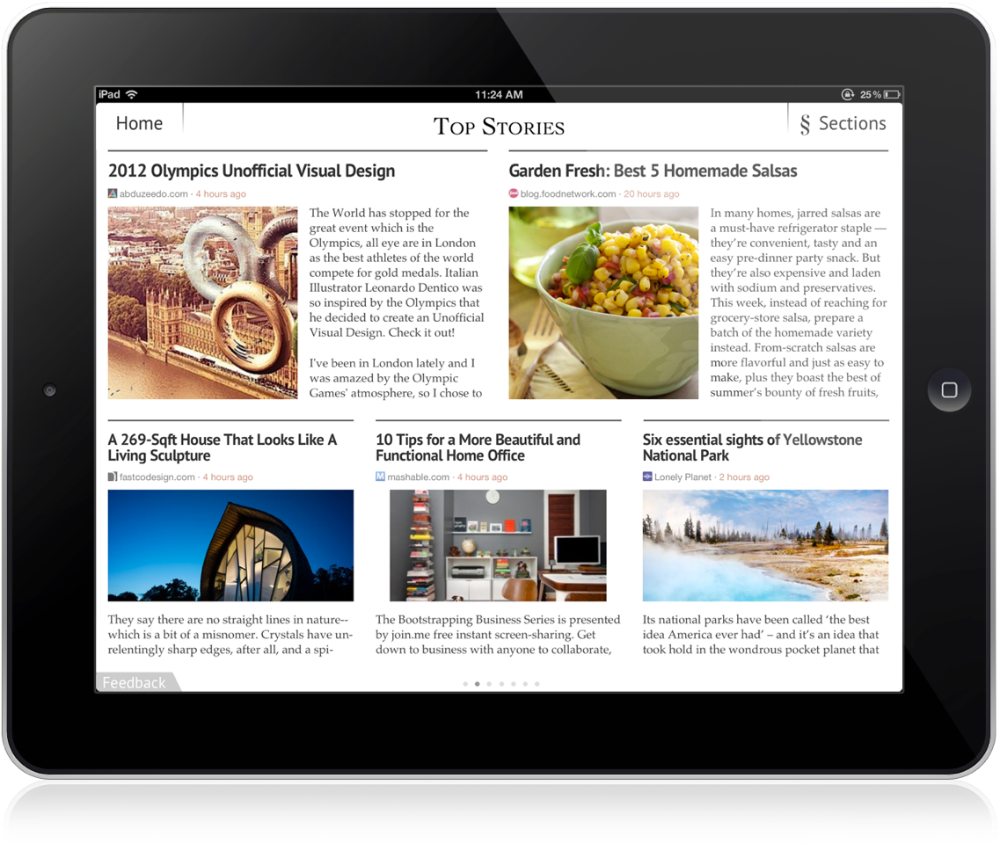 iPad 11:24 AM 25%
Home
TOP STORIES
§ Sections
2012 Olympics Unofficial Visual Design
abduzeedo.com · 4 hours ago
The World has stopped for the
great event which is the
Olympics, all eye are in London
as the best athletes of the world
compete for gold medals. Italian
Illustrator Leonardo Dentico was
so inspired by the Olympics that
he decided to create an Unofficial
Visual Design. Check it out!
I've been in London lately and I
was amazed by the Olympic
Games' atmosphere, so I chose to
Garden Fresh: Best 5 Homemade Salsas
blog.foodnetwork.com · 20 hours ago
In many homes, jarred salsas are
a must-have refrigerator staple —
they're convenient, tasty and an
easy pre-dinner party snack. But
they're also expensive and laden
with sodium and preservatives.
This week, instead of reaching for
grocery-store salsa, prepare a
batch of the homemade variety
instead. From-scratch salsas are
more flavorful and just as easy to
make, plus they boast the best of
summer's bounty of fresh fruits,
A 269-Sqft House That Looks Like A
Living Sculpture
fastcodesign.com · 4 hours ago
They say there are no straight lines in nature--
which is a bit of a misnomer. Crystals have un-
relentingly sharp edges, after all, and a spi-
10 Tips for a More Beautiful and
Functional Home Office
M mashable.com · 4 hours ago
The Bootstrapping Business Series is presented
by join.me free instant screen-sharing. Get
down to business with anyone to collaborate,
Six essential sights of Yellowstone
National Park
Lonely Planet · 2 hours ago
Its national parks have been called ‘the best
idea America ever had’ – and it's an idea that
took hold in the wondrous pocket planet that
Feedback